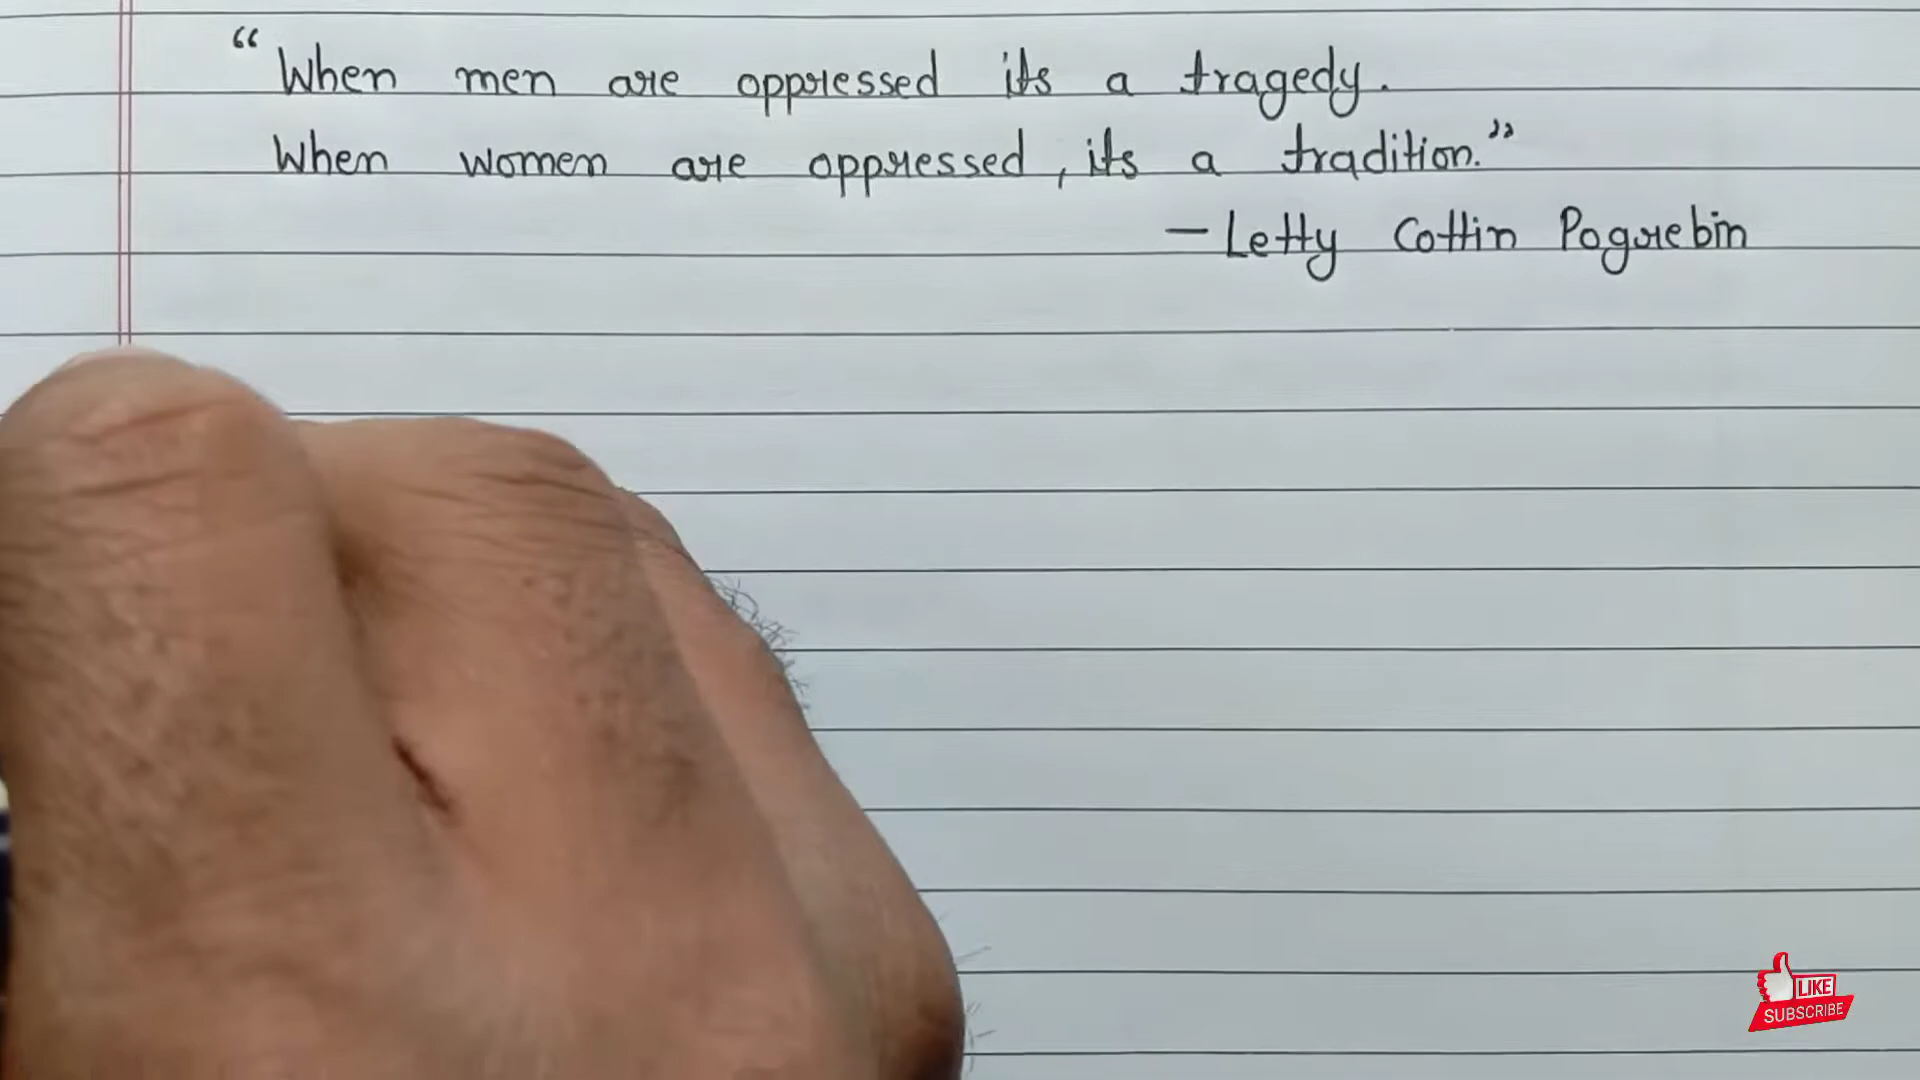 “When men are oppressed its a tragedy.
When women are oppressed, its a tradition.”
– Letty Cottin Pogrebin
LIKE
SUBSCRIBE